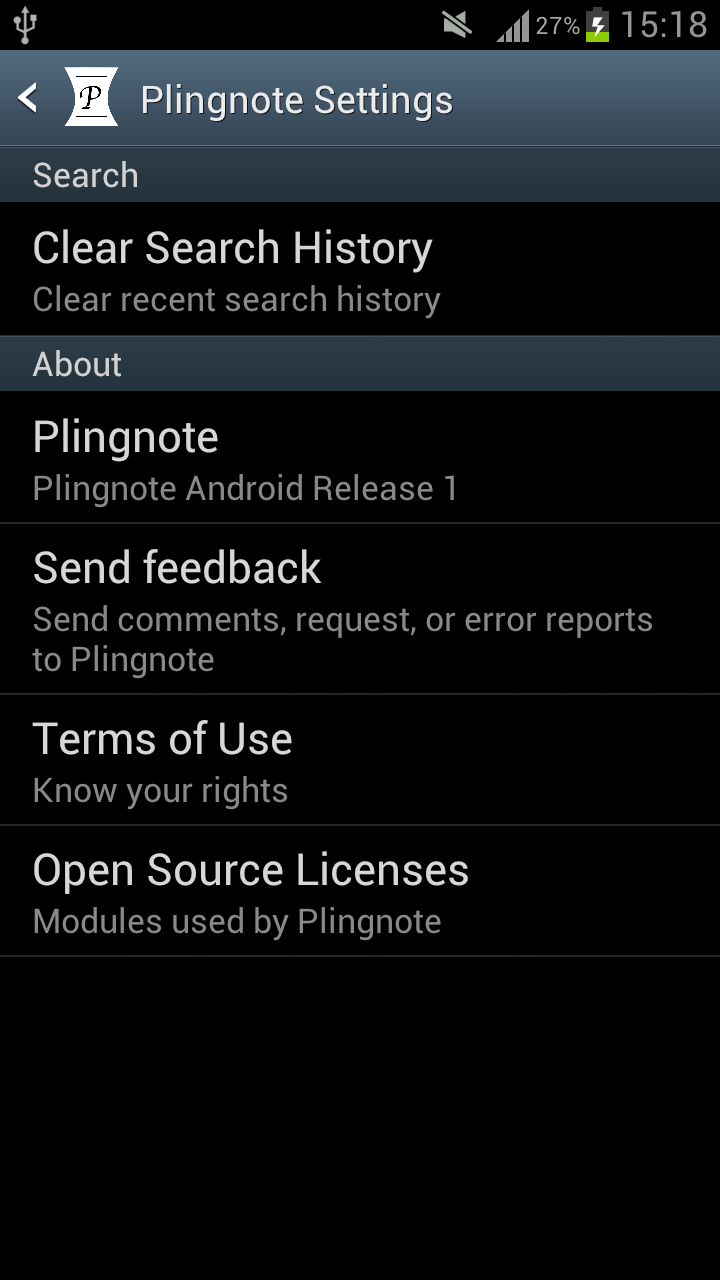 27% 15:18
P Plingnote Settings
Search
Clear Search History
Clear recent search history
About
Plingnote
Plingnote Android Release 1
Send feedback
Send comments, request, or error reports
to Plingnote
Terms of Use
Know your rights
Open Source Licenses
Modules used by Plingnote